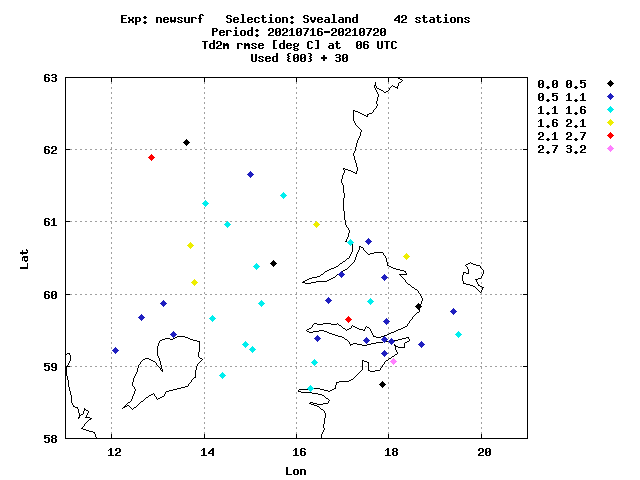 Exp: newsurf Selection: Svealand 42 stations
Period: 20210716-20210720
Td2m rmse [deg C] at 06 UTC
Used {00} + 30
63
62
61
60
59
58
Lat
12 14 16 18 20
Lon
0.0 0.5
0.5 1.1
1.1 1.6
1.6 2.1
2.1 2.7
2.7 3.2